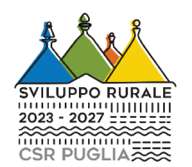 SVILUPPO RURALE
2023 - 2027
CSR PUGLIA